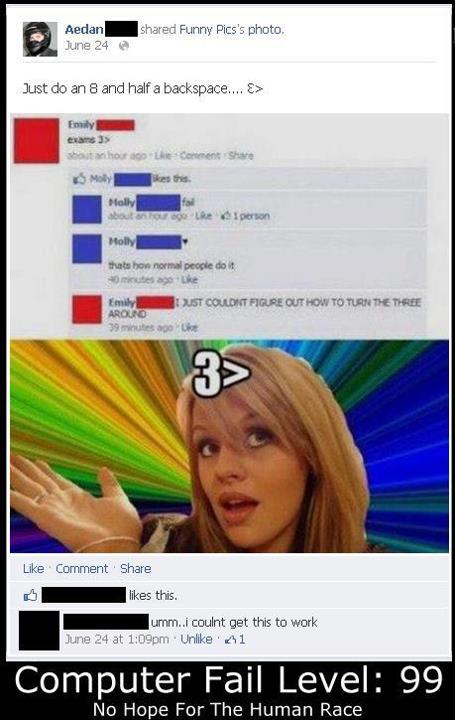 Aedan shared Funny Pics's photo.
June 24
Just do an 8 and half a backspace.... Ɛ>
Emily
exams 3>
about an hour ago · Like · Comment · Share
Molly likes this.
Molly fail
about an hour ago · Like · 1 person
Molly ♥
thats how normal people do it
40 minutes ago · Like
Emily I JUST COULDNT FIGURE OUT HOW TO TURN THE THREE
AROUND
39 minutes ago · Like
3>
Like · Comment · Share
likes this.
umm..i coulnt get this to work
June 24 at 1:09pm · Unlike · 1
Computer Fail Level: 99
No Hope For The Human Race